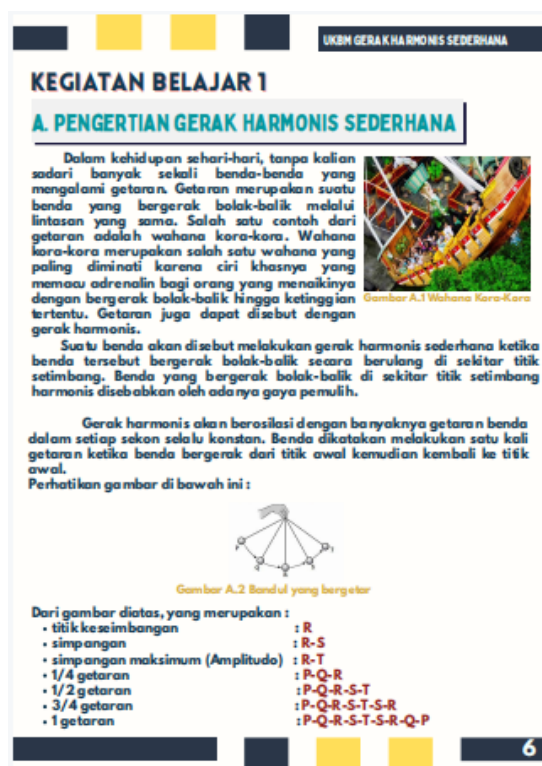 UKBM GERAK HARMONIS SEDERHANA
KEGIATAN BELAJAR 1
A. PENGERTIAN GERAK HARMONIS SEDERHANA
Dalam kehidupan sehari-hari, tanpa kalian
sadari banyak sekali benda-benda yang
mengalami getaran. Getaran merupakan suatu
benda yang bergerak bolak-balik melalui
lintasan yang sama. Salah satu contoh dari
getaran adalah wahana kora-kora. Wahana
kora-kora merupakan salah satu wahana yang
paling diminati karena ciri khasnya yang
memacu adrenalin bagi orang yang menaikinya
dengan bergerak bolak-balik hingga ketinggian
tertentu. Getaran juga dapat disebut dengan
gerak harmonis.
Gambar A.1 Wahana Kora-Kora
Suatu benda akan disebut melakukan gerak harmonis sederhana ketika
benda tersebut bergerak bolak-balik secara berulang di sekitar titik
setimbang. Benda yang bergerak bolak-balik di sekitar titik setimbang
harmonis disebabkan oleh adanya gaya pemulih.
Gerak harmonis akan berosilasi dengan banyaknya getaran benda
dalam setiap sekon selalu konstan. Benda dikatakan melakukan satu kali
getaran ketika benda bergerak dari titik awal kemudian kembali ke titik
awal.
Perhatikan gambar di bawah ini :
P Q R S T
Gambar A.2 Bandul yang bergetar
Dari gambar diatas, yang merupakan :
• titik keseimbangan : R
• simpangan : R-S
• simpangan maksimum (Amplitudo) : R-T
• 1/4 getaran : P-Q-R
• 1/2 getaran : P-Q-R-S-T
• 3/4 getaran : P-Q-R-S-T-S-R
• 1 getaran : P-Q-R-S-T-S-R-Q-P
6